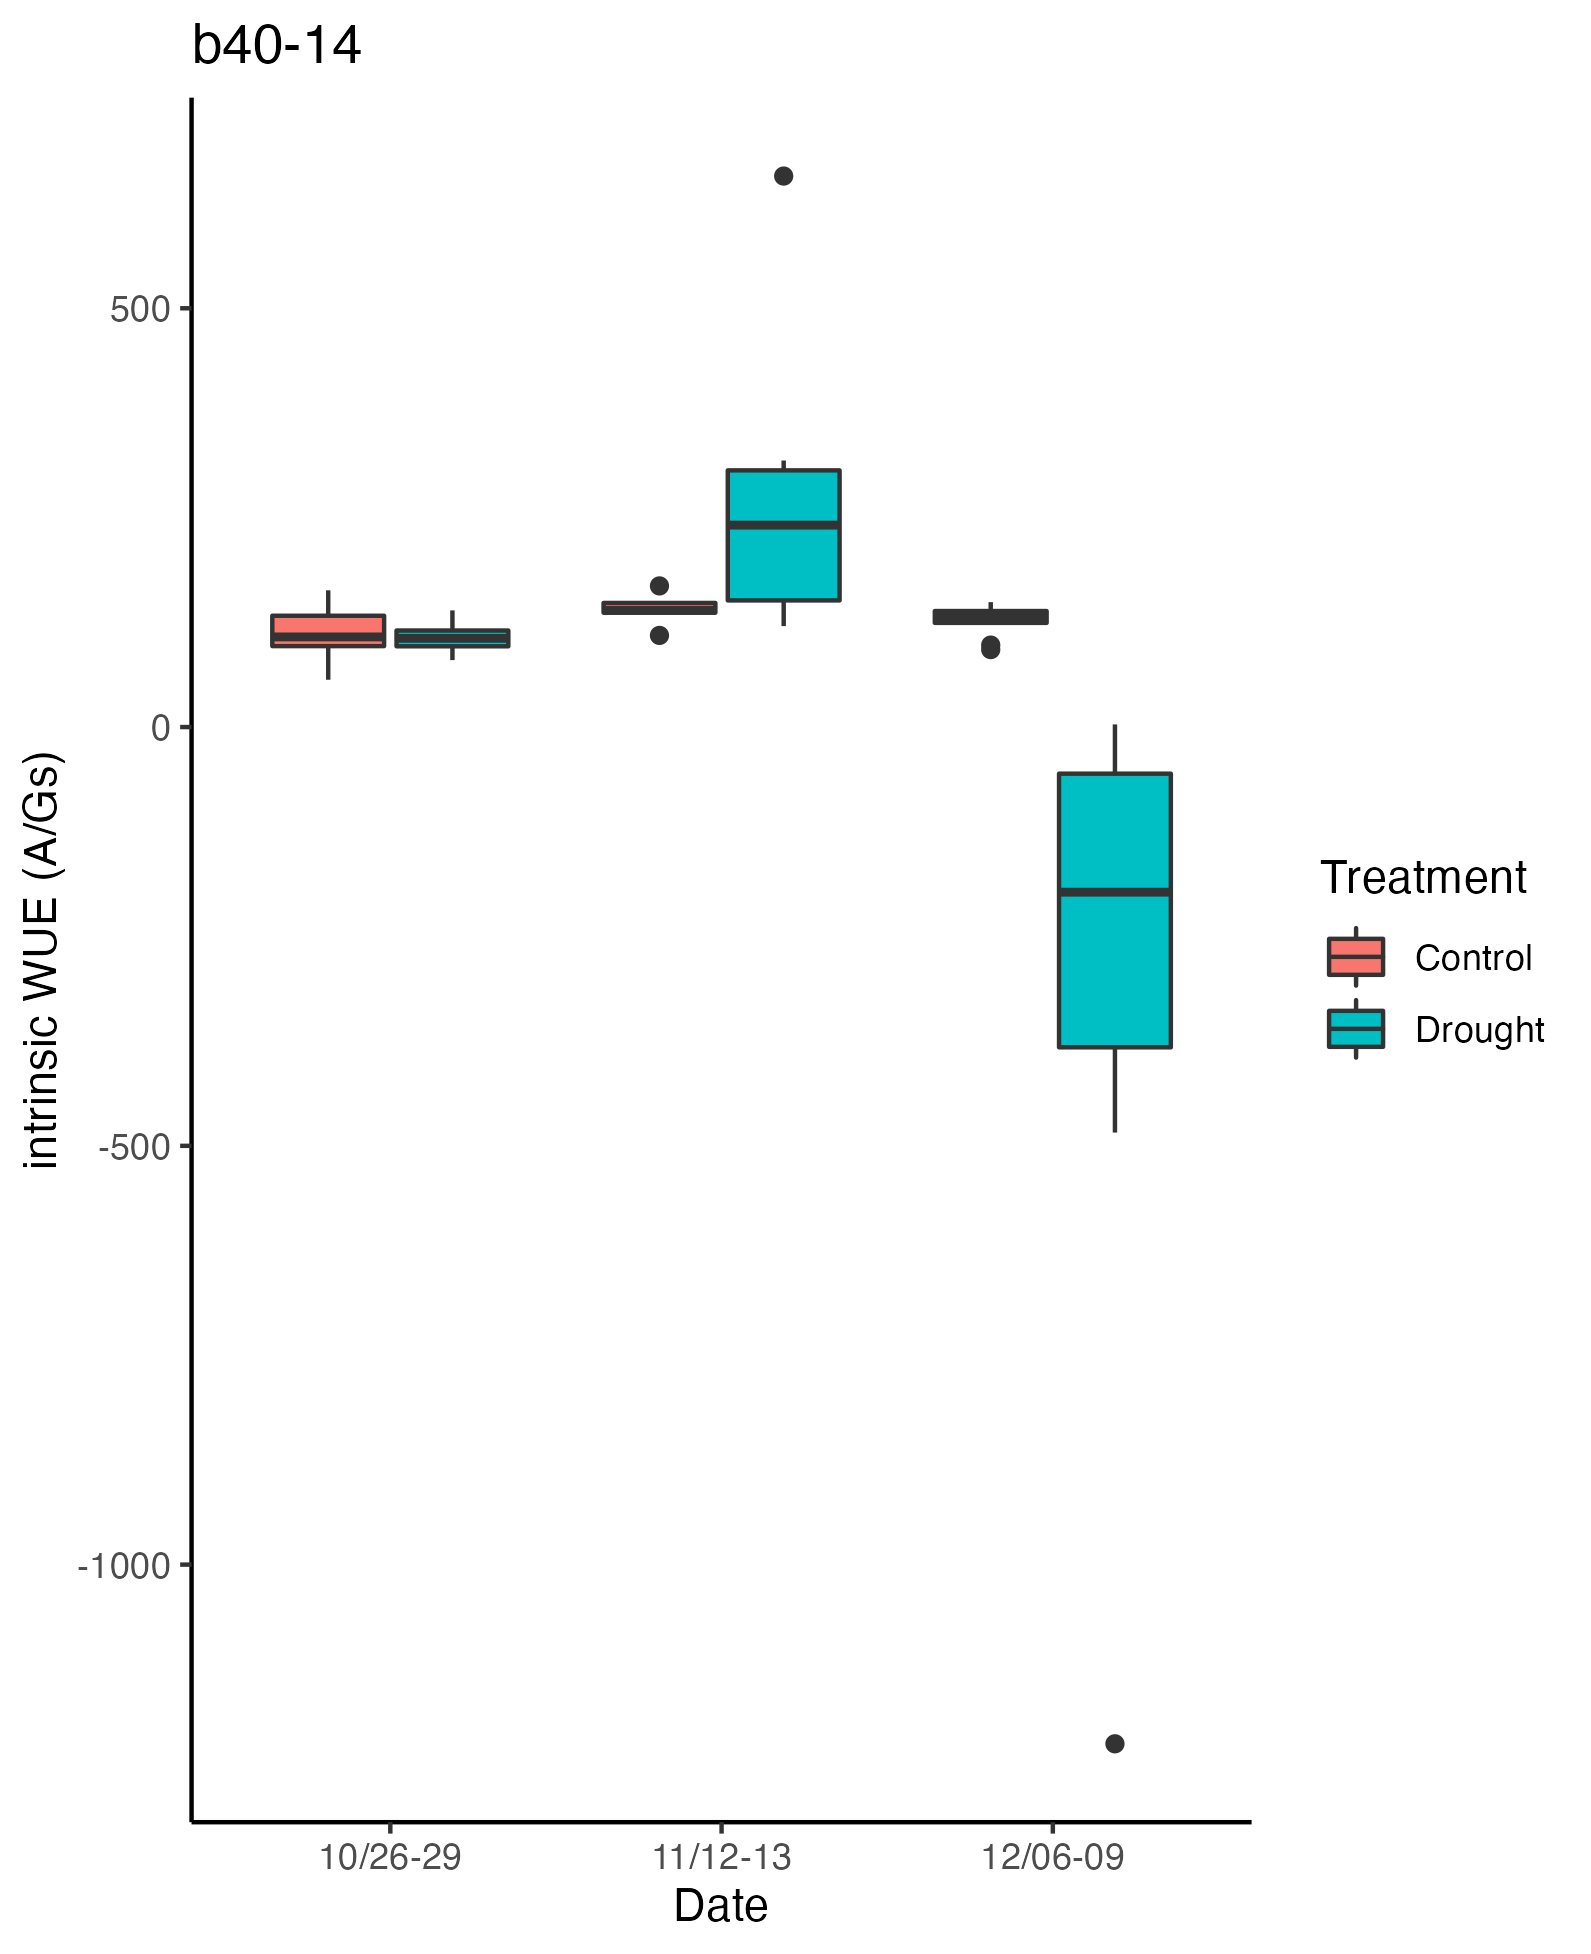 b40-14
500
0
-500
-1000
intrinsic WUE (A/Gs)
10/26-29
11/12-13
12/06-09
Date
Treatment
Control
Drought